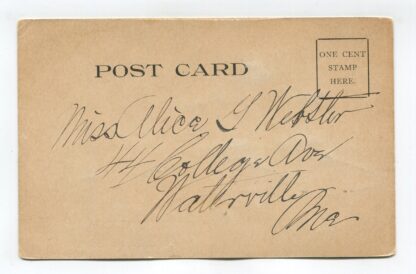 ONE CENT
STAMP
HERE.
POST CARD
Miss Alice G Webster
44 College Ave
Waterville
Me